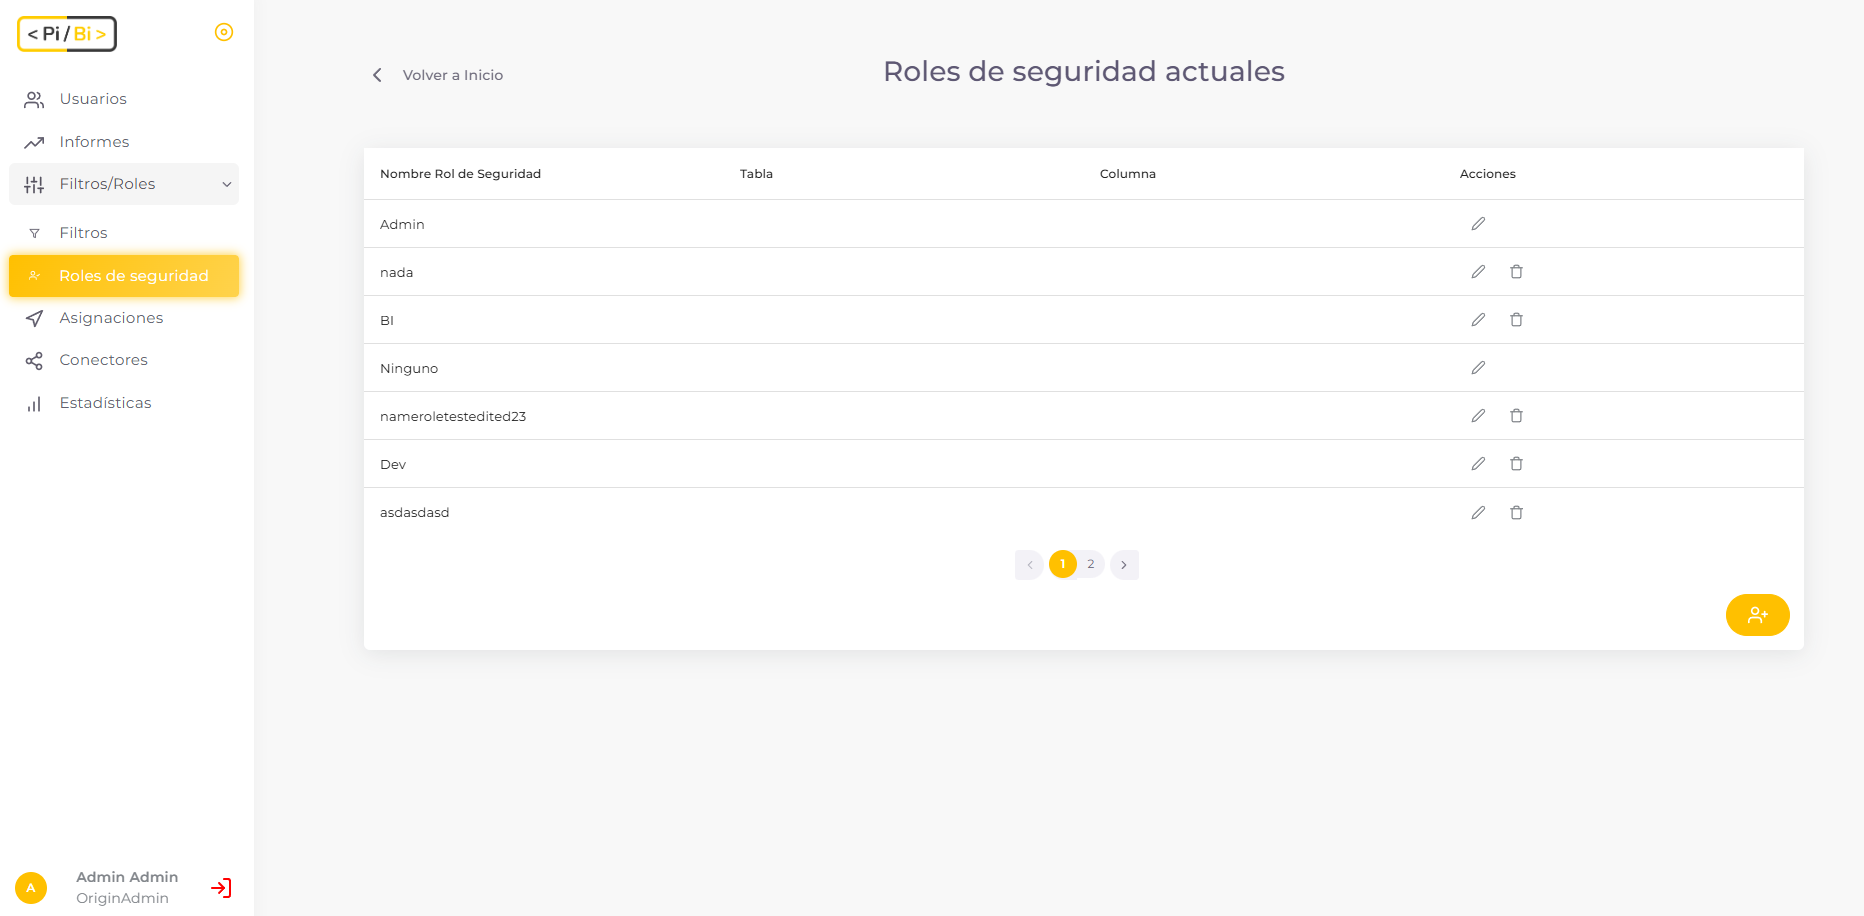 < Pi / Bi >
Usuarios
Informes
Filtros/Roles
Filtros
Roles de seguridad
Asignaciones
Conectores
Estadísticas
A
Admin Admin
OriginAdmin
Volver a Inicio
Roles de seguridad actuales
Nombre Rol de Seguridad Tabla Columna Acciones
Admin
nada
BI
Ninguno
nameroletestedited23
Dev
asdasdasd
1 2